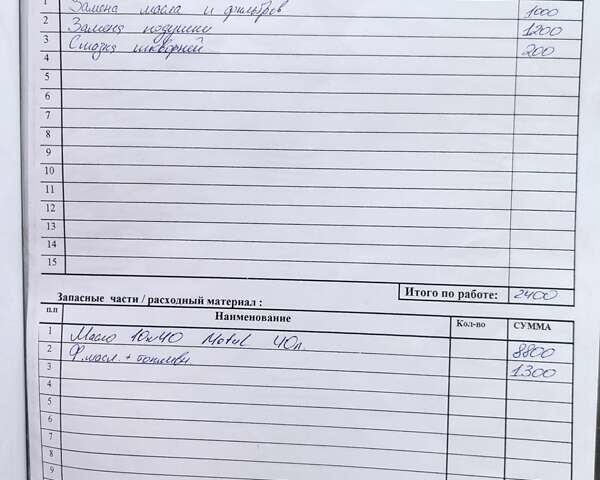 1 Замена масла и фильтров 1000
2 Замена подушки 1200
3 Смазка шкворней 200
4
5
6
7
8
9
10
11
12
13
14
15
Итого по работе: 2400
Запасные части / расходный материал :
п.п Наименование Кол-во СУММА
1 Масло 10w40 Motul 40л 8800
2 Ф.масл. + топливн 1300
3
4
5
6
7
8
9